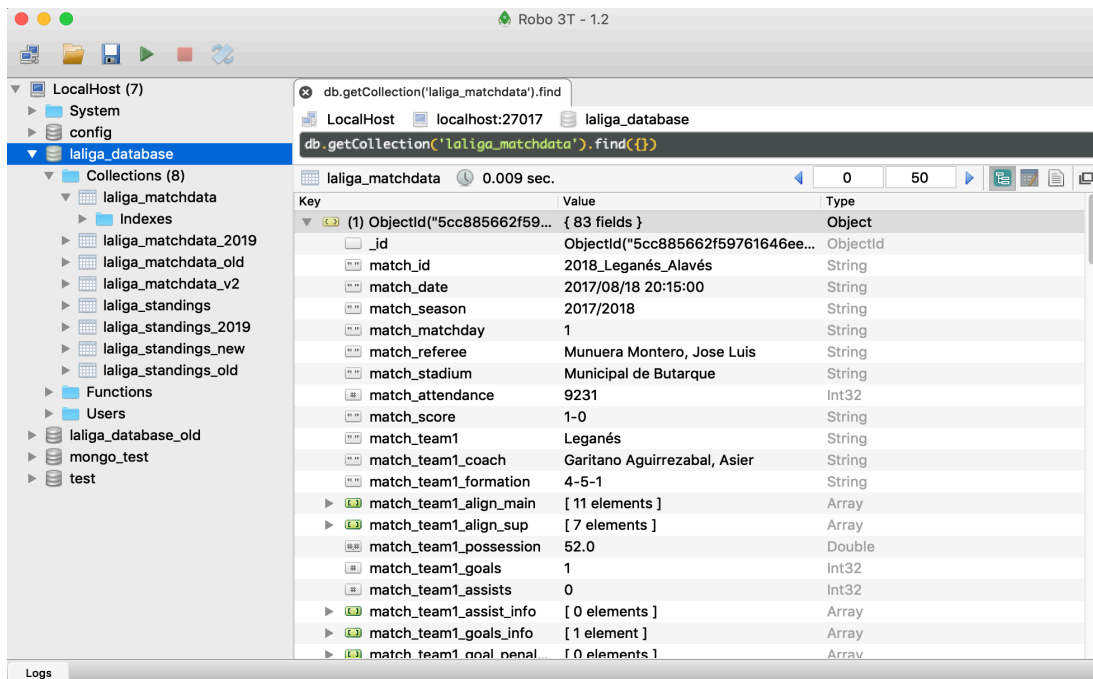 Robo 3T - 1.2
LocalHost (7)
System
config
laliga_database
Collections (8)
laliga_matchdata
Indexes
laliga_matchdata_2019
laliga_matchdata_old
laliga_matchdata_v2
laliga_standings
laliga_standings_2019
laliga_standings_new
laliga_standings_old
Functions
Users
laliga_database_old
mongo_test
test
db.getCollection('laliga_matchdata').find
LocalHost localhost:27017 laliga_database
db.getCollection('laliga_matchdata').find({})
laliga_matchdata 0.009 sec. 0 50
Key Value Type
(1) ObjectId("5cc885662f59... { 83 fields } Object
_id ObjectId("5cc885662f59761646ee... ObjectId
match_id 2018_Leganés_Alavés String
match_date 2017/08/18 20:15:00 String
match_season 2017/2018 String
match_matchday 1 String
match_referee Munuera Montero, Jose Luis String
match_stadium Municipal de Butarque String
match_attendance 9231 Int32
match_score 1-0 String
match_team1 Leganés String
match_team1_coach Garitano Aguirrezabal, Asier String
match_team1_formation 4-5-1 String
match_team1_align_main [ 11 elements ] Array
match_team1_align_sup [ 7 elements ] Array
match_team1_possession 52.0 Double
match_team1_goals 1 Int32
match_team1_assists 0 Int32
match_team1_assist_info [ 0 elements ] Array
match_team1_goals_info [ 1 element ] Array
match_team1_goal_penal... [ 0 elements ] Array
Logs